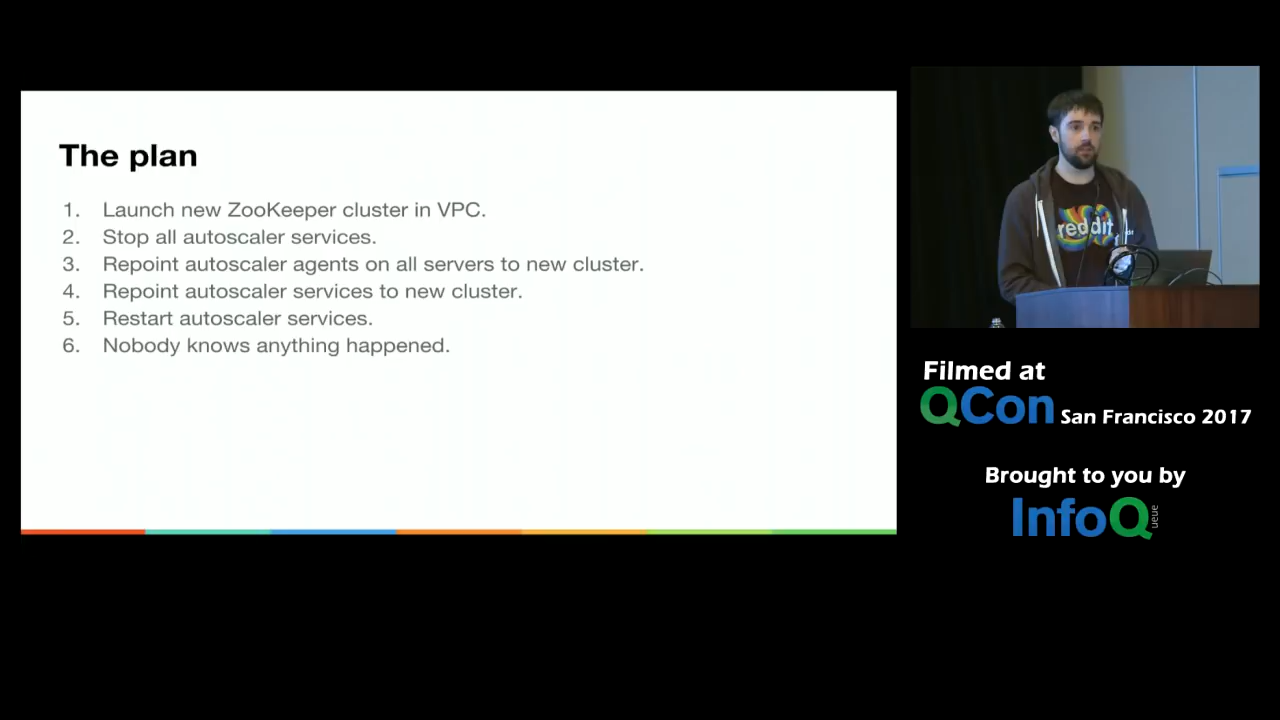 The plan
1. Launch new ZooKeeper cluster in VPC.
2. Stop all autoscaler services.
3. Repoint autoscaler agents on all servers to new cluster.
4. Repoint autoscaler services to new cluster.
5. Restart autoscaler services.
6. Nobody knows anything happened.
reddit
Filmed at
QCon San Francisco 2017
Brought to you by
InfoQ
ueue